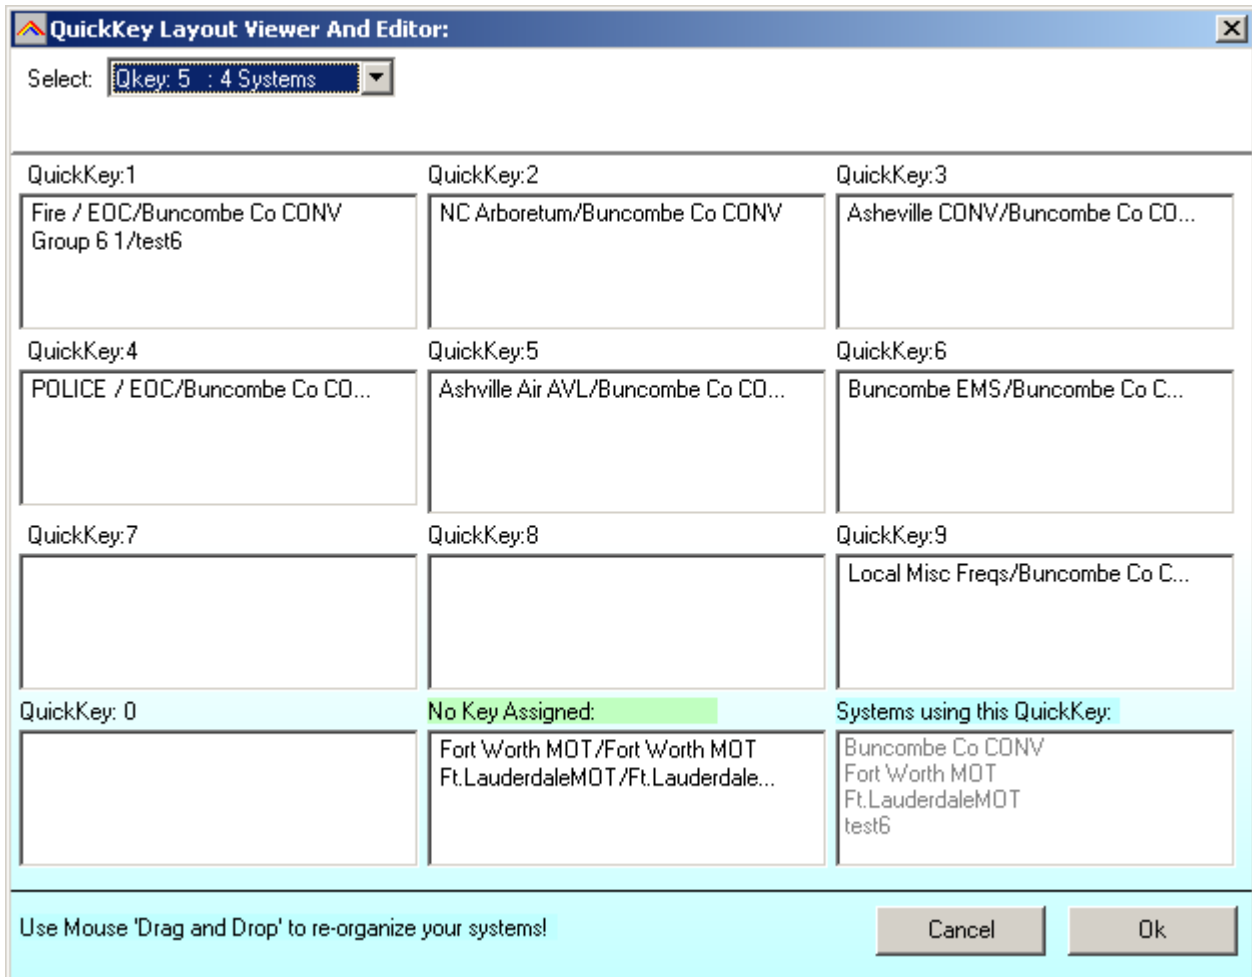 QuickKey Layout Viewer And Editor:
Select: Qkey: 5 : 4 Systems
QuickKey:1
Fire / EOC/Buncombe Co CONV
Group 6 1/test6
QuickKey:2
NC Arboretum/Buncombe Co CONV
QuickKey:3
Asheville CONV/Buncombe Co CO...
QuickKey:4
POLICE / EOC/Buncombe Co CO...
QuickKey:5
Ashville Air AVL/Buncombe Co CO...
QuickKey:6
Buncombe EMS/Buncombe Co C...
QuickKey:7
QuickKey:8
QuickKey:9
Local Misc Freqs/Buncombe Co C...
QuickKey: 0
No Key Assigned:
Fort Worth MOT/Fort Worth MOT
Ft.LauderdaleMOT/Ft.Lauderdale...
Systems using this QuickKey:
Buncombe Co CONV
Fort Worth MOT
Ft.LauderdaleMOT
test6
Use Mouse 'Drag and Drop' to re-organize your systems!
Cancel
Ok